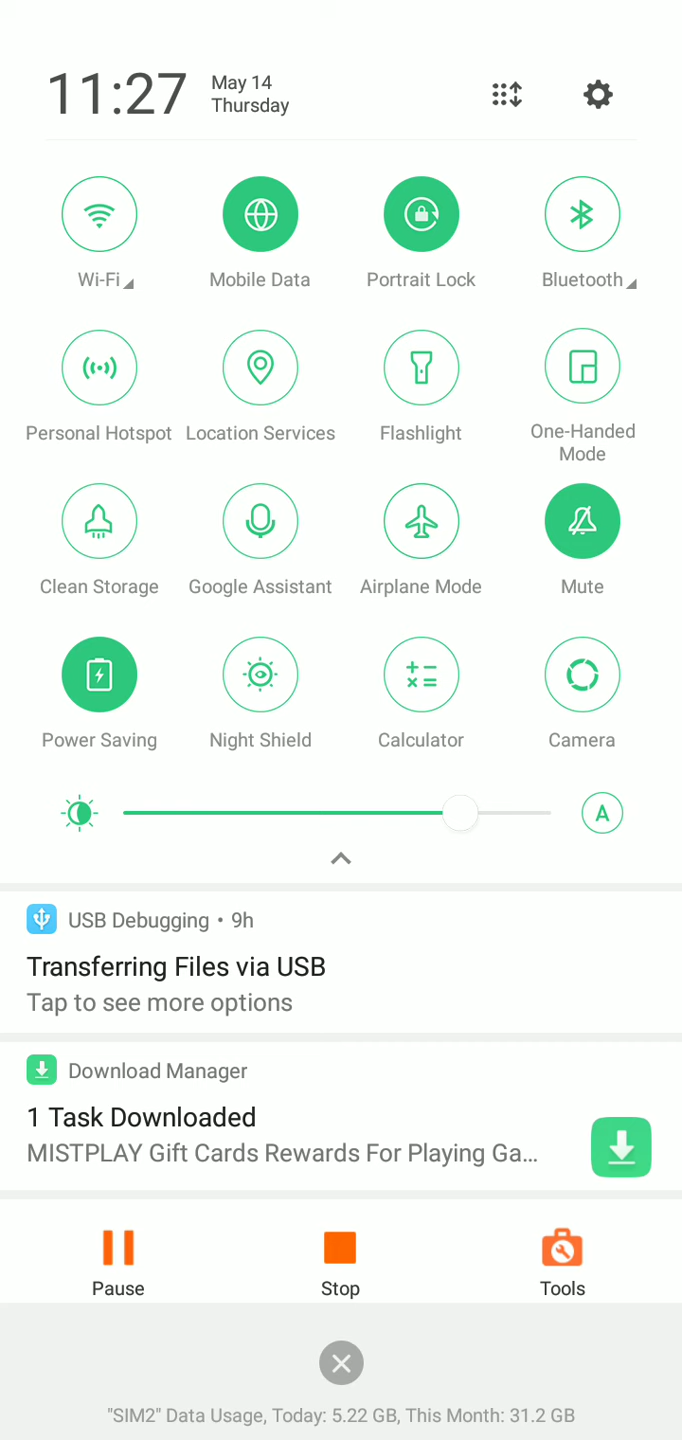 11:27
May 14
Thursday
Wi-Fi
Mobile Data
Portrait Lock
Bluetooth
Personal Hotspot
Location Services
Flashlight
One-Handed
Mode
Clean Storage
Google Assistant
Airplane Mode
Mute
Power Saving
Night Shield
Calculator
Camera
A
USB Debugging • 9h
Transferring Files via USB
Tap to see more options
Download Manager
1 Task Downloaded
MISTPLAY Gift Cards Rewards For Playing Ga...
Pause
Stop
Tools
"SIM2" Data Usage, Today: 5.22 GB, This Month: 31.2 GB